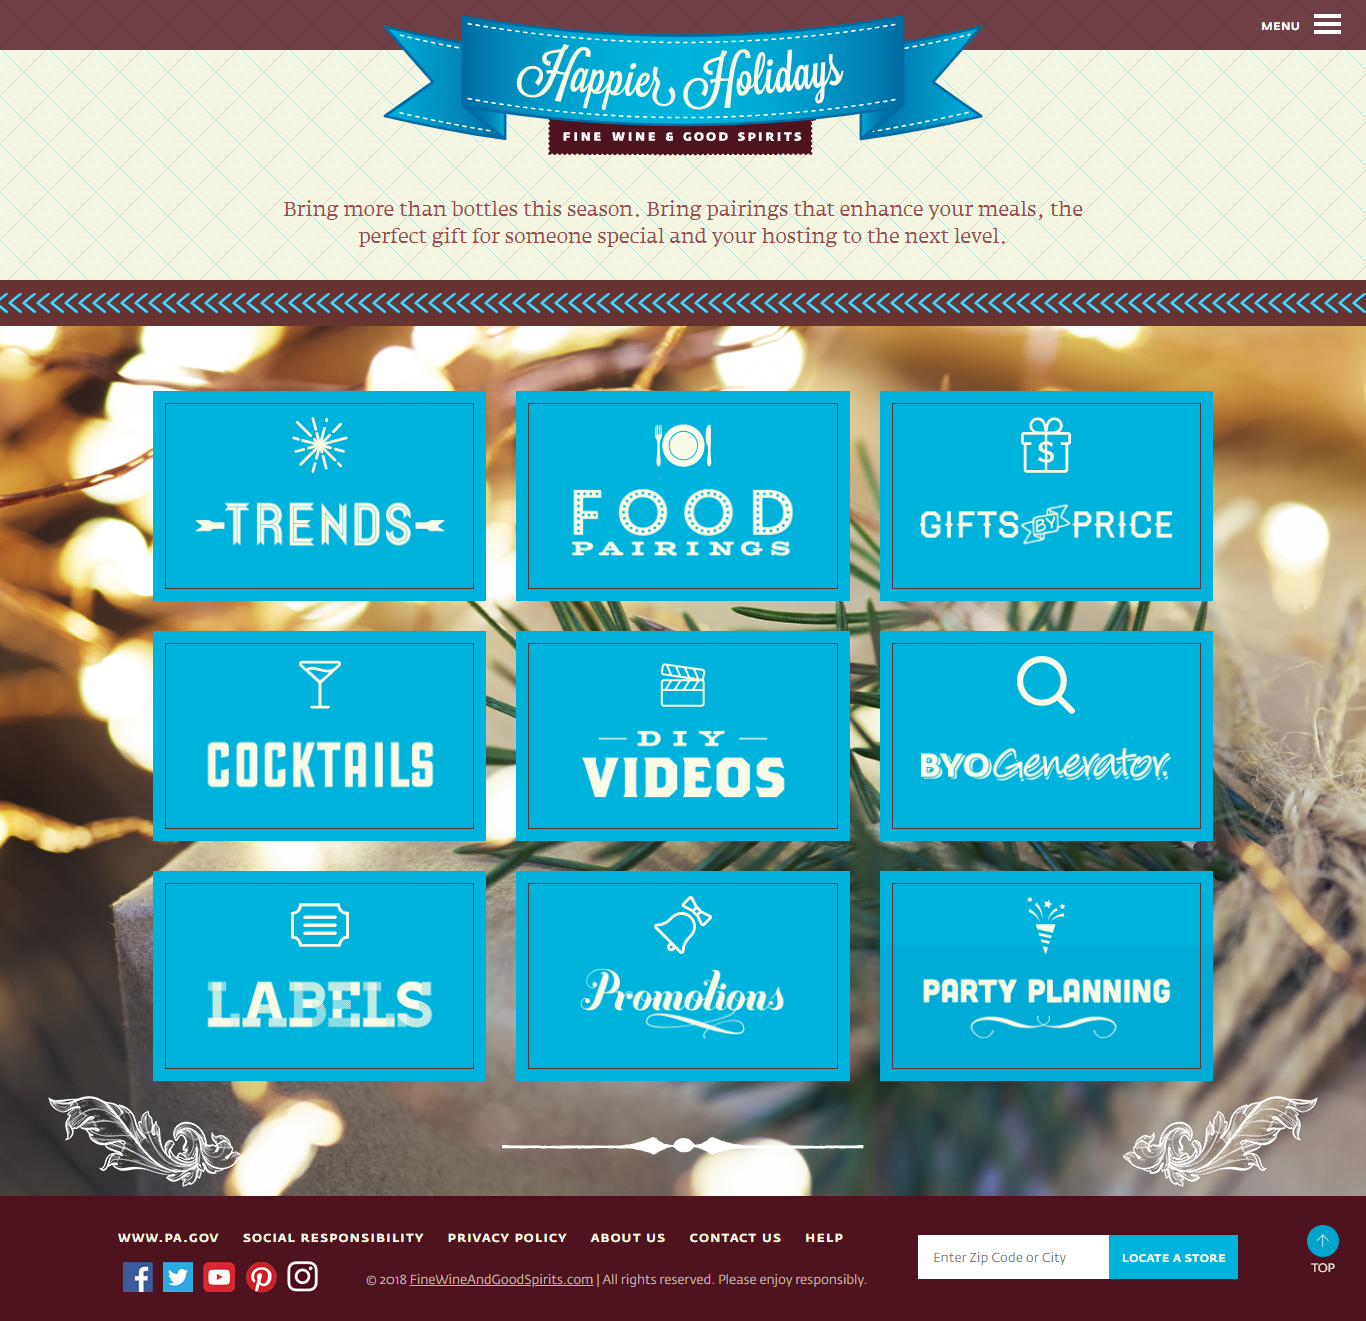 MENU
Happier Holidays
FINE WINE & GOOD SPIRITS
Bring more than bottles this season. Bring pairings that enhance your meals, the
perfect gift for someone special and your hosting to the next level.
TRENDS
FOOD
PAIRINGS
$
GIFTS BY PRICE
COCKTAILS
DIY
VIDEOS
BYO Generator.
LABELS
Promotions
PARTY PLANNING
WWW.PA.GOV SOCIAL RESPONSIBILITY PRIVACY POLICY ABOUT US CONTACT US HELP
© 2018 FineWineAndGoodSpirits.com | All rights reserved. Please enjoy responsibly.
Enter Zip Code or City
LOCATE A STORE
TOP